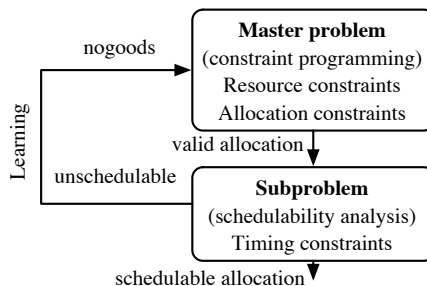 Master problem
(constraint programming)
Resource constraints
Allocation constraints
nogoods
Learning
valid allocation
unschedulable
Subproblem
(schedulability analysis)
Timing constraints
schedulable allocation